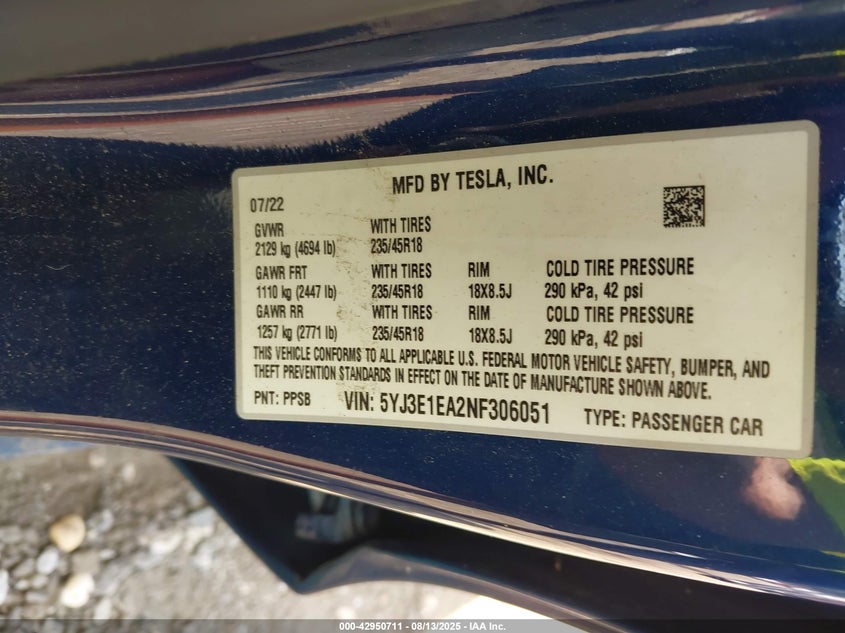 MFD BY TESLA, INC.
07/22
GVWR WITH TIRES
2129 kg (4694 lb) 235/45R18
GAWR FRT WITH TIRES RIM COLD TIRE PRESSURE
1110 kg (2447 lb) 235/45R18 18X8.5J 290 kPa, 42 psi
GAWR RR WITH TIRES RIM COLD TIRE PRESSURE
1257 kg (2771 lb) 235/45R18 18X8.5J 290 kPa, 42 psi
THIS VEHICLE CONFORMS TO ALL APPLICABLE U.S. FEDERAL MOTOR VEHICLE SAFETY, BUMPER, AND
THEFT PREVENTION STANDARDS IN EFFECT ON THE DATE OF MANUFACTURE SHOWN ABOVE.
PNT: PPSB VIN: 5YJ3E1EA2NF306051 TYPE: PASSENGER CAR
000-42950711 - 08/13/2025 - IAA Inc.